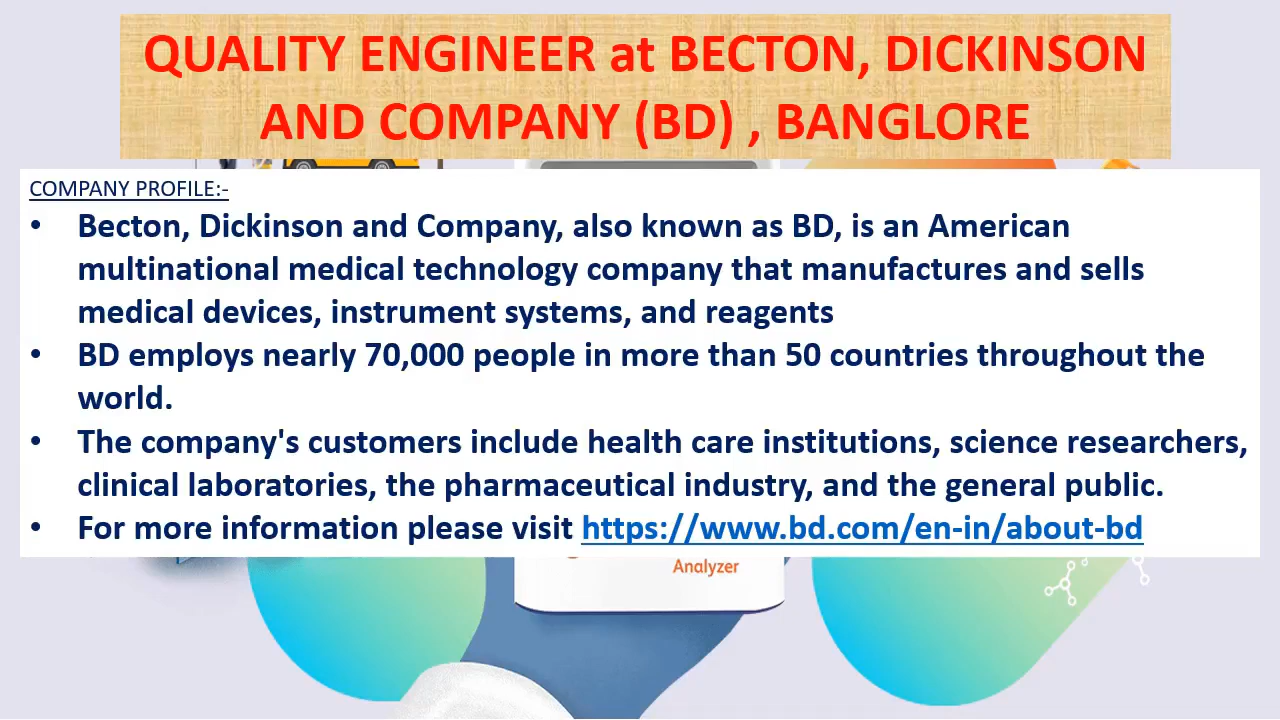 QUALITY ENGINEER at BECTON, DICKINSON
AND COMPANY (BD) , BANGLORE
COMPANY PROFILE:-
• Becton, Dickinson and Company, also known as BD, is an American
multinational medical technology company that manufactures and sells
medical devices, instrument systems, and reagents
• BD employs nearly 70,000 people in more than 50 countries throughout the
world.
• The company's customers include health care institutions, science researchers,
clinical laboratories, the pharmaceutical industry, and the general public.
• For more information please visit https://www.bd.com/en-in/about-bd
Analyzer